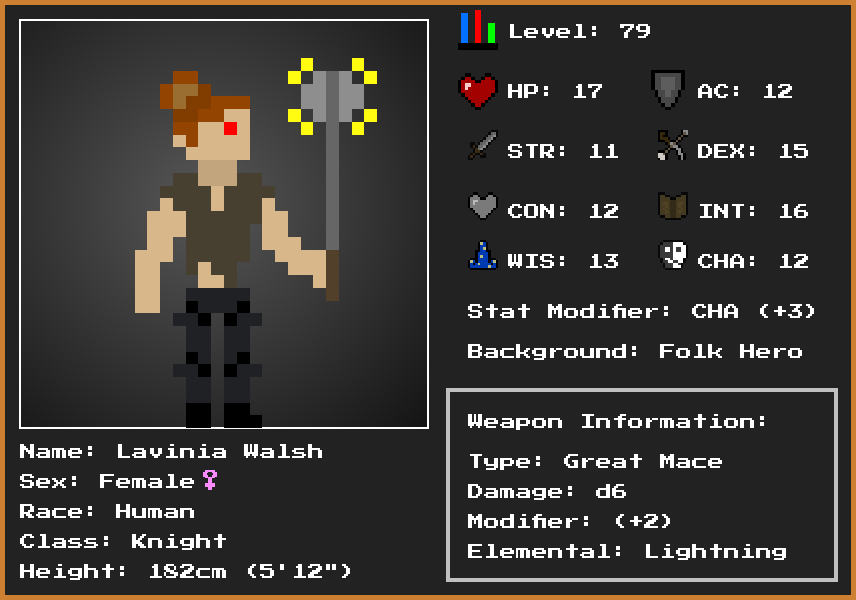 Level: 79
HP: 17 AC: 12
STR: 11 DEX: 15
CON: 12 INT: 16
WIS: 13 CHA: 12
Stat Modifier: CHA (+3)
Background: Folk Hero
Name: Lavinia Walsh
Sex: Female♀
Race: Human
Class: Knight
Height: 182cm (5'12")
Weapon Information:
Type: Great Mace
Damage: d6
Modifier: (+2)
Elemental: Lightning